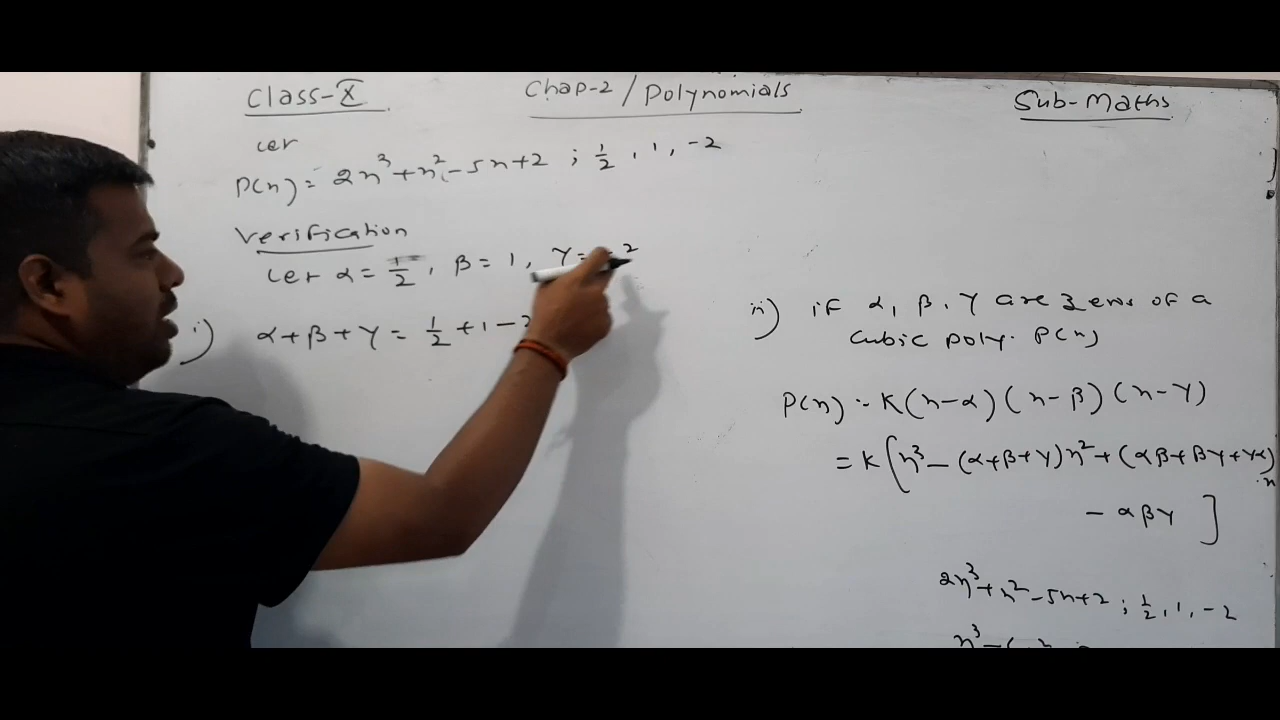 Class-X
Chap-2 / Polynomials
Sub-Maths
Let
P(x) = 2x³+x²-5x+2 ; 1/2 , 1, -2
Verification
Let α = 1/2, β = 1, γ = -2
i) α+β+γ = 1/2 +1-2
ii) if α, β, γ are zeros of a
Cubic poly. P(x)
P(x) = K(x-α)(x-β)(x-γ)
= K[x³-(α+β+γ)x²+(αβ+βγ+γα)x
- αβγ]
2x³+x²-5x+2 ; 1/2, 1, -2